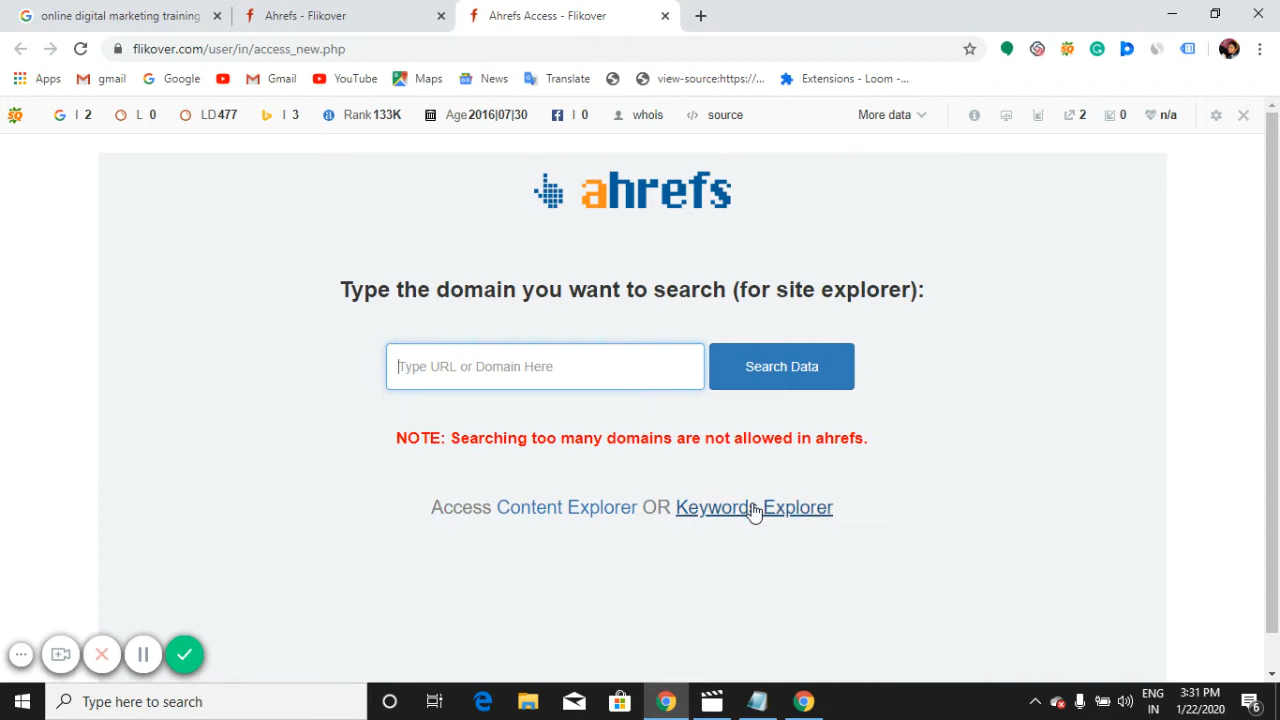 online digital marketing training
Ahrefs - Flikover
Ahrefs Access - Flikover
flikover.com/user/in/access_new.php
Apps
gmail
Google
Gmail
YouTube
Maps
News
Translate
view-source:https://...
Extensions - Loom -...
I 2
L 0
LD 477
I 3
Rank 133K
Age 2016|07|30
I 0
whois
source
More data
2
0
n/a
ahrefs
Type the domain you want to search (for site explorer):
Type URL or Domain Here
Search Data
NOTE: Searching too many domains are not allowed in ahrefs.
Access Content Explorer OR Keywords Explorer
Type here to search
ENG
IN
3:31 PM
1/22/2020
6